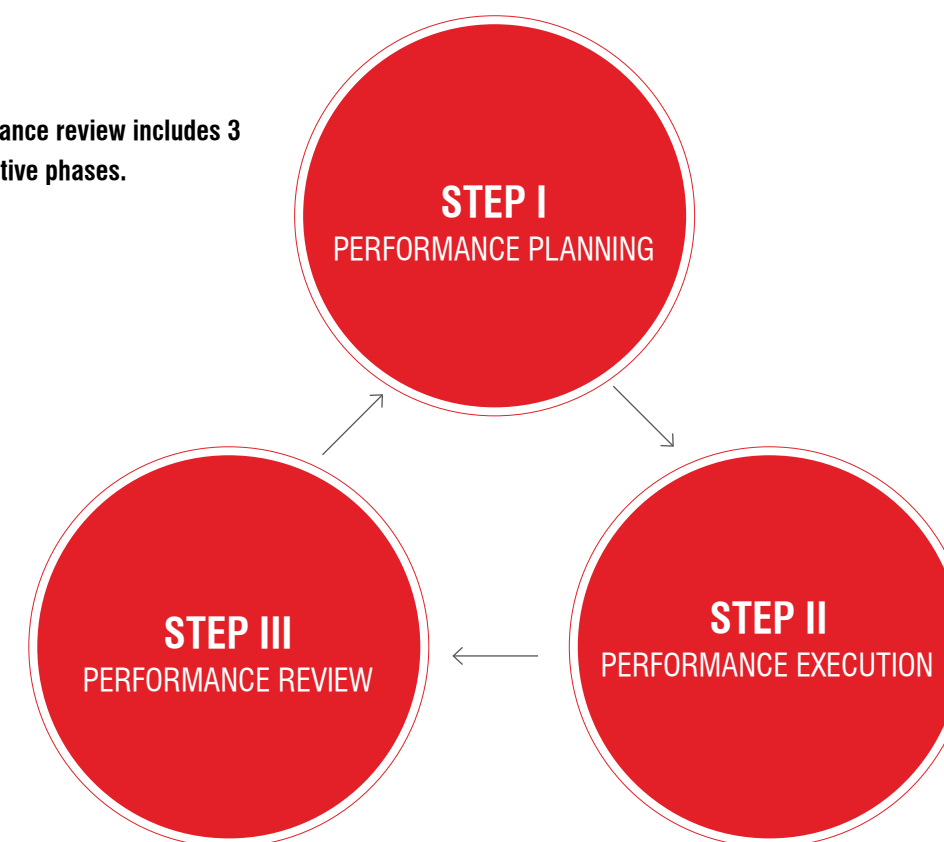 ance review includes 3
tive phases.
STEP I
PERFORMANCE PLANNING
STEP III
PERFORMANCE REVIEW
STEP II
PERFORMANCE EXECUTION